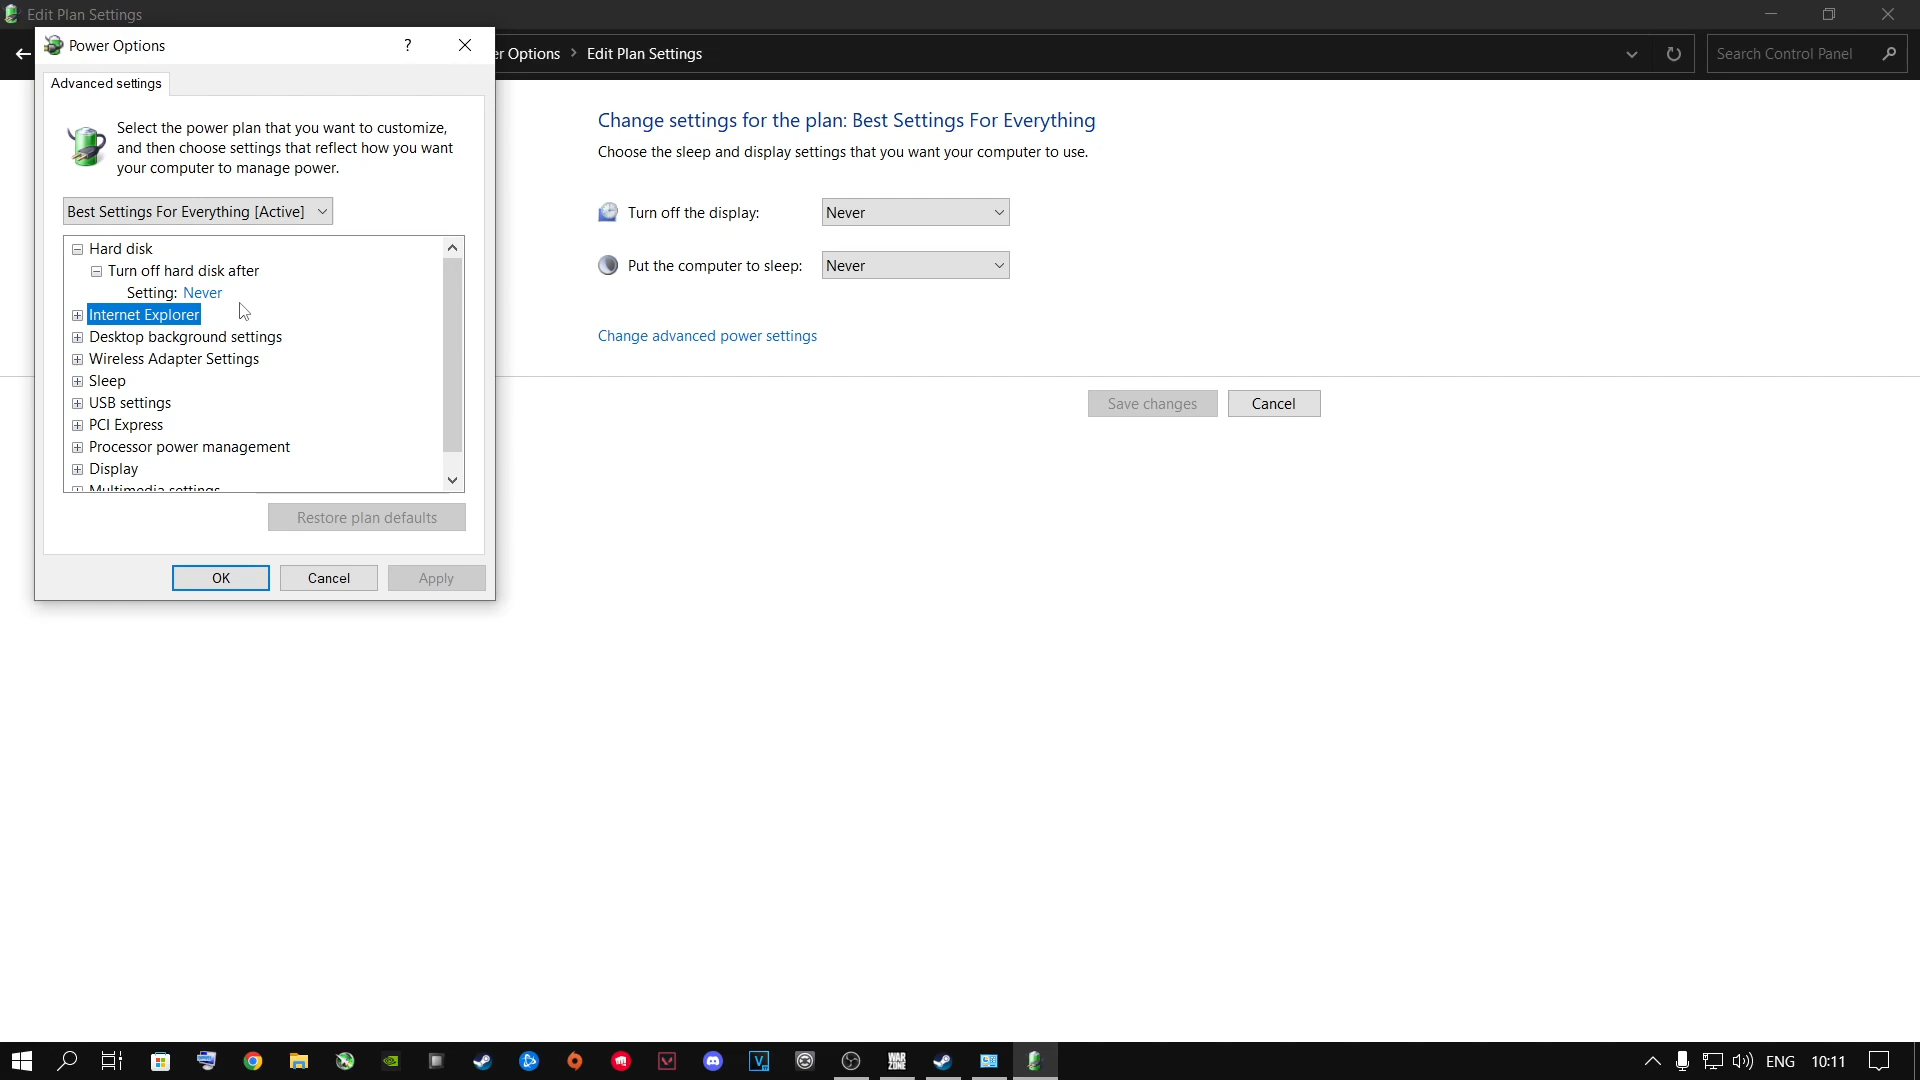 Edit Plan Settings
Power Options
?
er Options > Edit Plan Settings
Search Control Panel
Advanced settings
Select the power plan that you want to customize,
and then choose settings that reflect how you want
your computer to manage power.
Best Settings For Everything [Active]
Hard disk
Turn off hard disk after
Setting: Never
Internet Explorer
Desktop background settings
Wireless Adapter Settings
Sleep
USB settings
PCI Express
Processor power management
Display
Multimedia settings
Restore plan defaults
OK
Cancel
Apply
Change settings for the plan: Best Settings For Everything
Choose the sleep and display settings that you want your computer to use.
Turn off the display:
Never
Put the computer to sleep:
Never
Change advanced power settings
Save changes
Cancel
WAR
ZONE
ENG
10:11